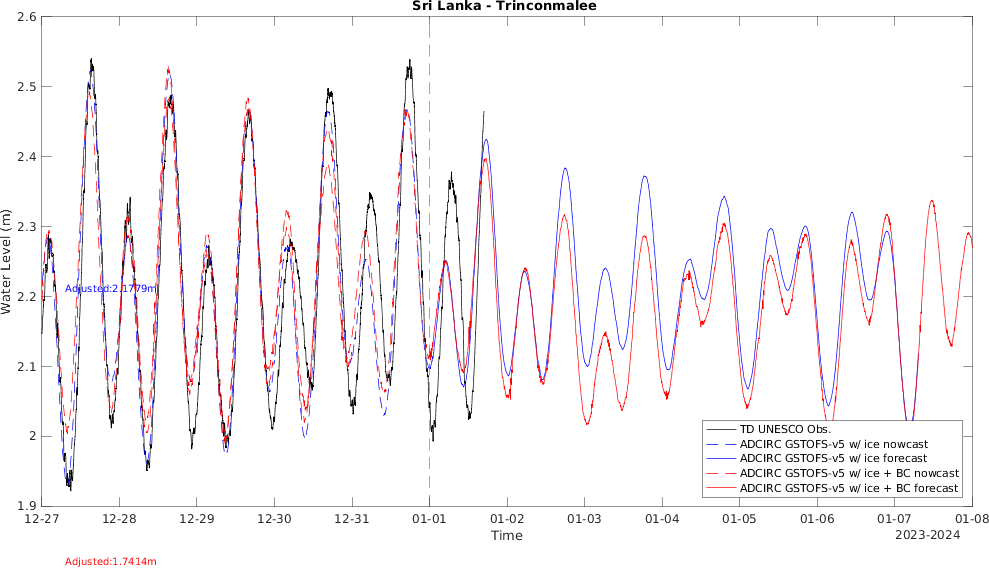 Sri Lanka - Trinconmalee
2.6
2.5
2.4
2.3
2.2
2.1
2
1.9
Water Level (m)
Adjusted:2.1779m
TD UNESCO Obs.
ADCIRC GSTOFS-v5 w/ ice nowcast
ADCIRC GSTOFS-v5 w/ ice forecast
ADCIRC GSTOFS-v5 w/ ice + BC nowcast
ADCIRC GSTOFS-v5 w/ ice + BC forecast
12-27 12-28 12-29 12-30 12-31 01-01 01-02 01-03 01-04 01-05 01-06 01-07 01-08
Time
2023-2024
Adjusted:1.7414m